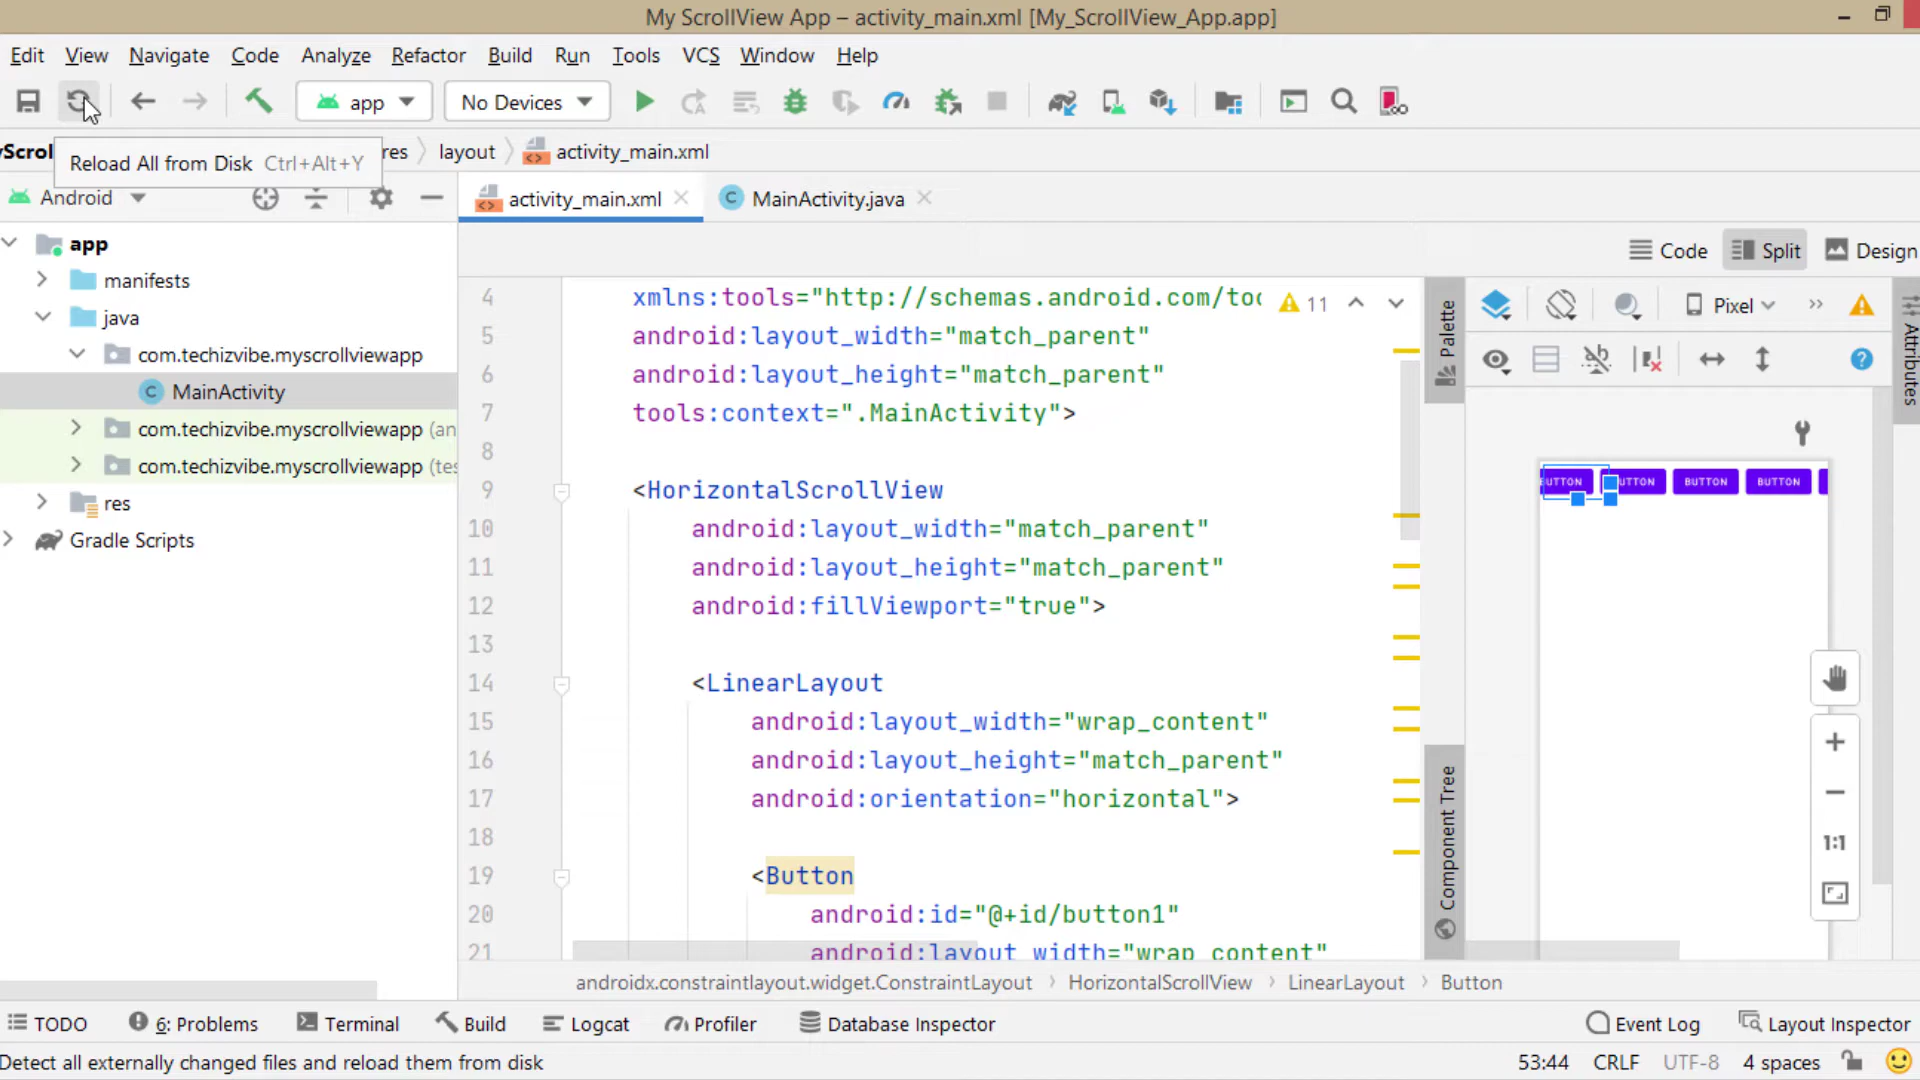 My ScrollView App – activity_main.xml [My_ScrollView_App.app]
Edit View Navigate Code Analyze Refactor Build Run Tools VCS Window Help
app No Devices
yScrol res layout activity_main.xml
Reload All from Disk Ctrl+Alt+Y
Android
activity_main.xml MainActivity.java
Code Split Design
app
manifests
java
com.techizvibe.myscrollviewapp
MainActivity
com.techizvibe.myscrollviewapp (an
com.techizvibe.myscrollviewapp (tes
res
Gradle Scripts
4 xmlns:tools="http://schemas.android.com/too
11
5 android:layout_width="match_parent"
6 android:layout_height="match_parent"
7 tools:context=".MainActivity">
8
9 <HorizontalScrollView
10 android:layout_width="match_parent"
11 android:layout_height="match_parent"
12 android:fillViewport="true">
13
14 <LinearLayout
15 android:layout_width="wrap_content"
16 android:layout_height="match_parent"
17 android:orientation="horizontal">
18
19 <Button
20 android:id="@+id/button1"
21 android:layout_width="wrap_content"
Palette
Component Tree
Pixel
Attributes
UTTON UTTON BUTTON BUTTON
1:1
androidx.constraintlayout.widget.ConstraintLayout HorizontalScrollView LinearLayout Button
TODO 6: Problems Terminal Build Logcat Profiler Database Inspector Event Log Layout Inspector
Detect all externally changed files and reload them from disk 53:44 CRLF UTF-8 4 spaces